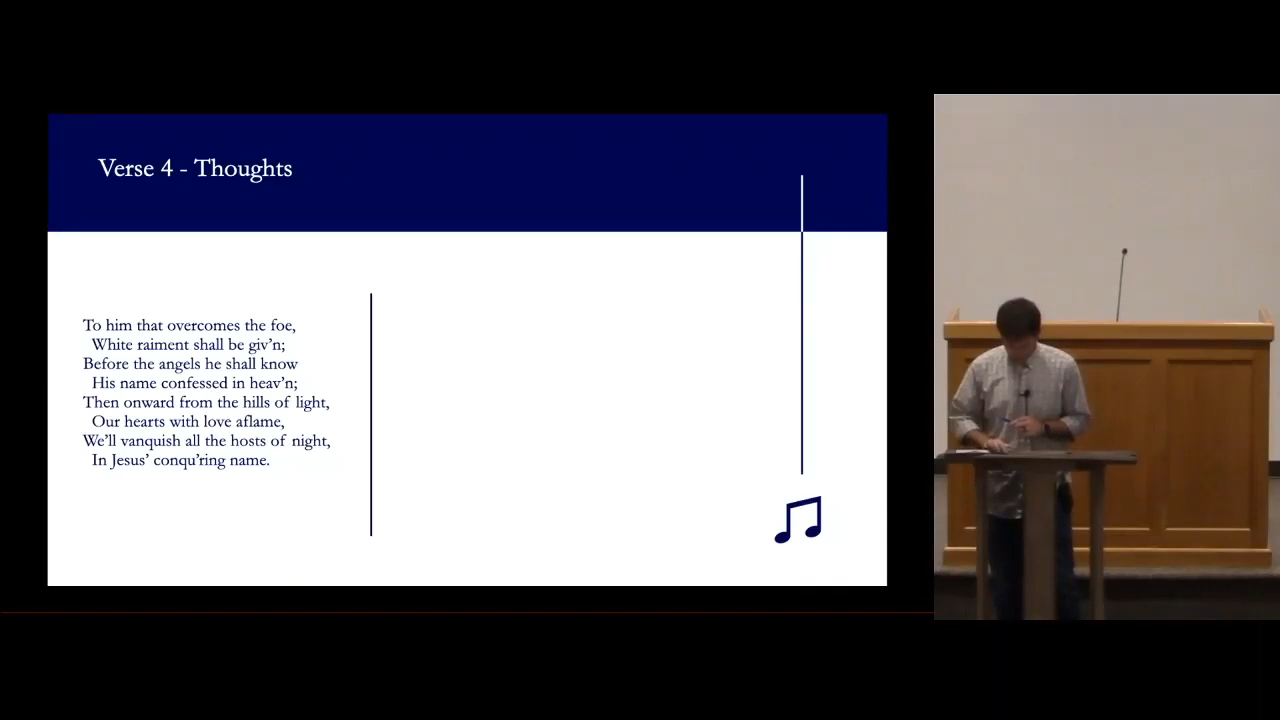 Verse 4 - Thoughts
To him that overcomes the foe,
White raiment shall be giv’n;
Before the angels he shall know
His name confessed in heav’n;
Then onward from the hills of light,
Our hearts with love aflame,
We’ll vanquish all the hosts of night,
In Jesus’ conqu’ring name.